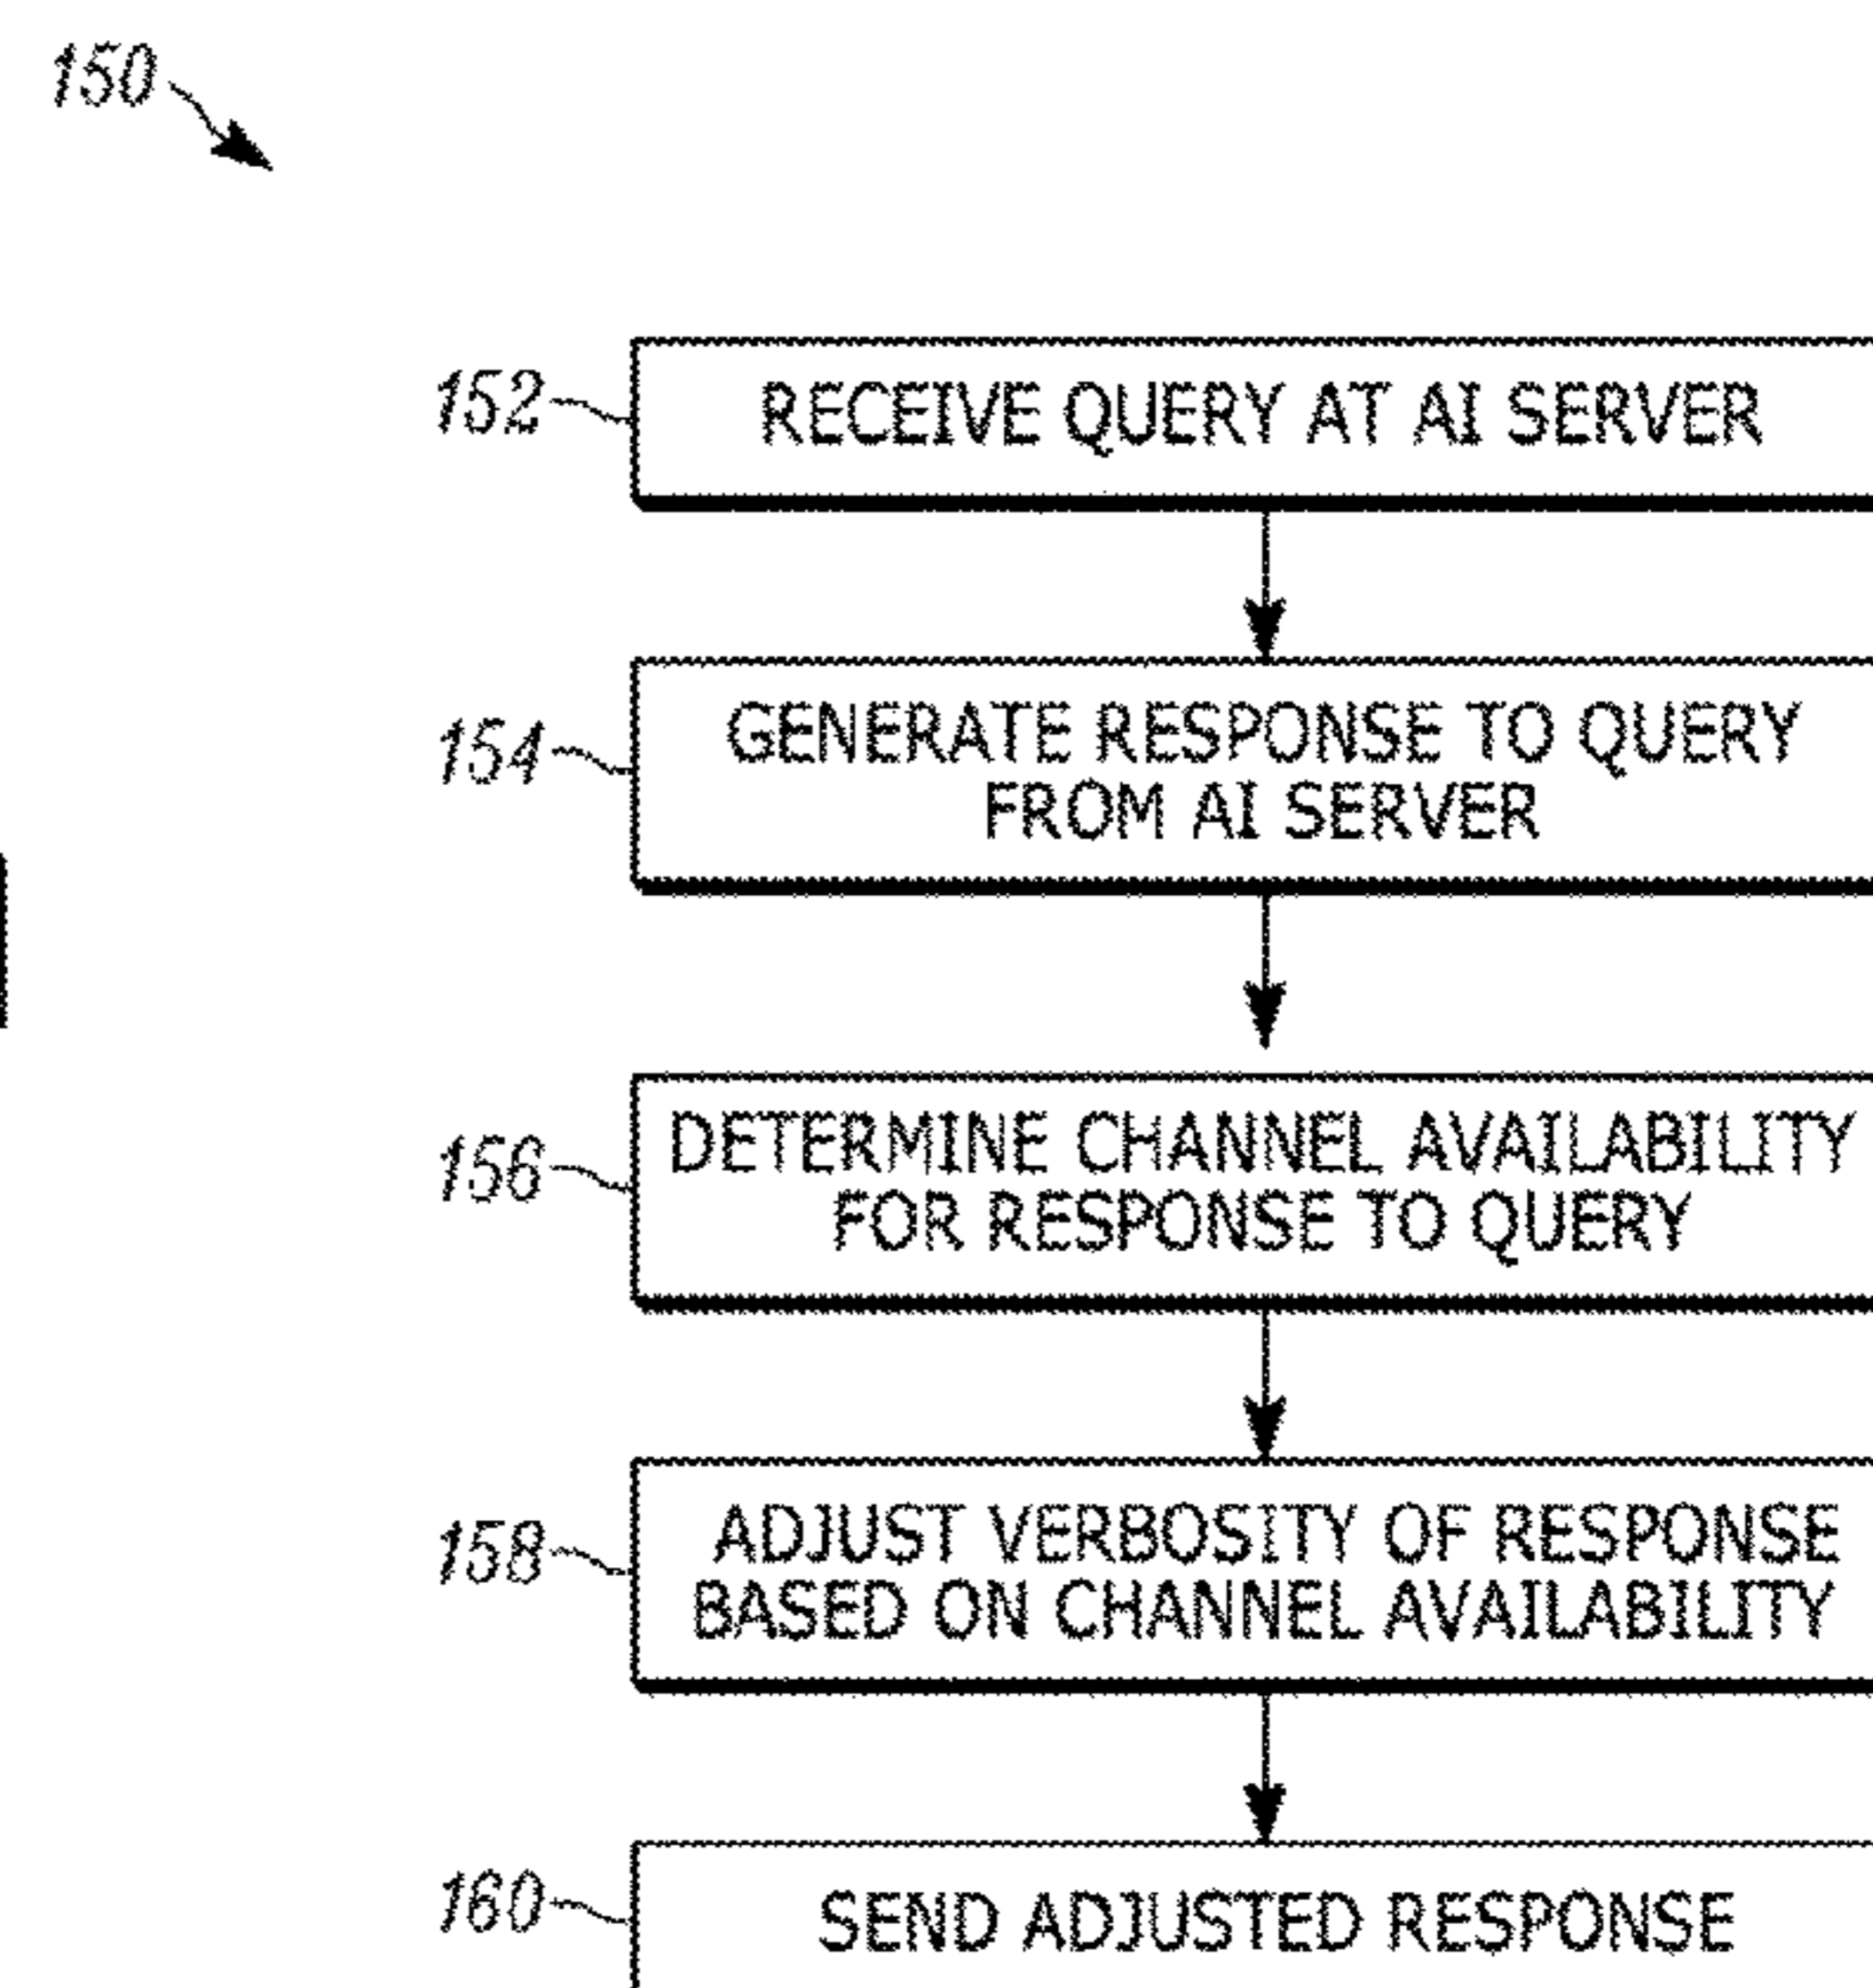 150
152
RECEIVE QUERY AT AI SERVER
154
GENERATE RESPONSE TO QUERY
FROM AI SERVER
156
DETERMINE CHANNEL AVAILABILITY
FOR RESPONSE TO QUERY
158
ADJUST VERBOSITY OF RESPONSE
BASED ON CHANNEL AVAILABILITY
160
SEND ADJUSTED RESPONSE